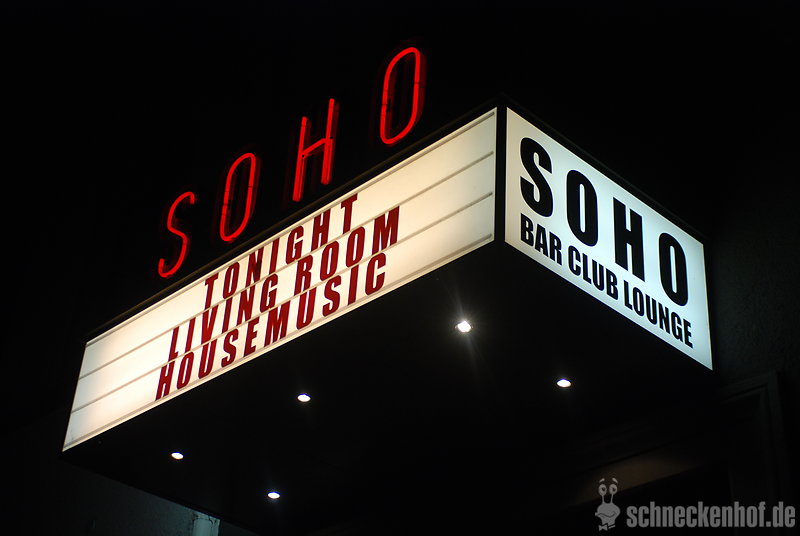 SOHO
TONIGHT
LIVING ROOM
HOUSEMUSIC
SOHO
BAR CLUB LOUNGE
schneckenhof.de